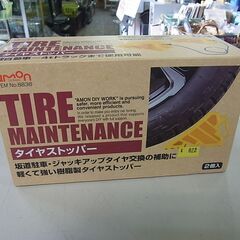 amon
ITEM No.8836
"AMON DIY WORK" is pursuing
safer, more efficient and
convenient products.
TIRE
MAINTENANCE
タイヤストッパー
坂道駐車・ジャッキアップタイヤ交換の補助に
軽くて強い樹脂製タイヤストッパー
2個入